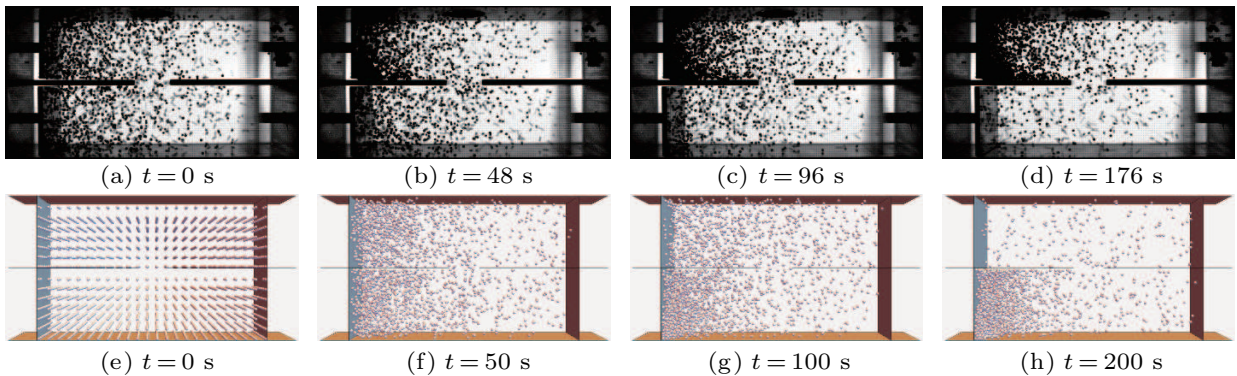 (a) t = 0 s (b) t = 48 s (c) t = 96 s (d) t = 176 s
(e) t = 0 s (f) t = 50 s (g) t = 100 s (h) t = 200 s